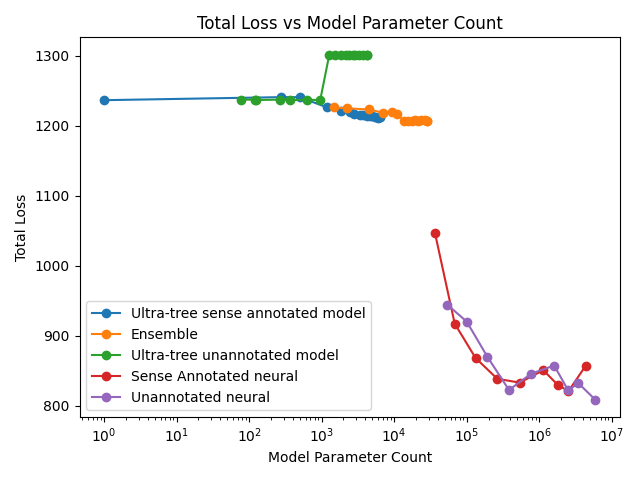 Total Loss vs Model Parameter Count
Total Loss
1300
1200
1100
1000
900
800
Ultra-tree sense annotated model
Ensemble
Ultra-tree unannotated model
Sense Annotated neural
Unannotated neural
10⁰ 10¹ 10² 10³ 10⁴ 10⁵ 10⁶ 10⁷
Model Parameter Count